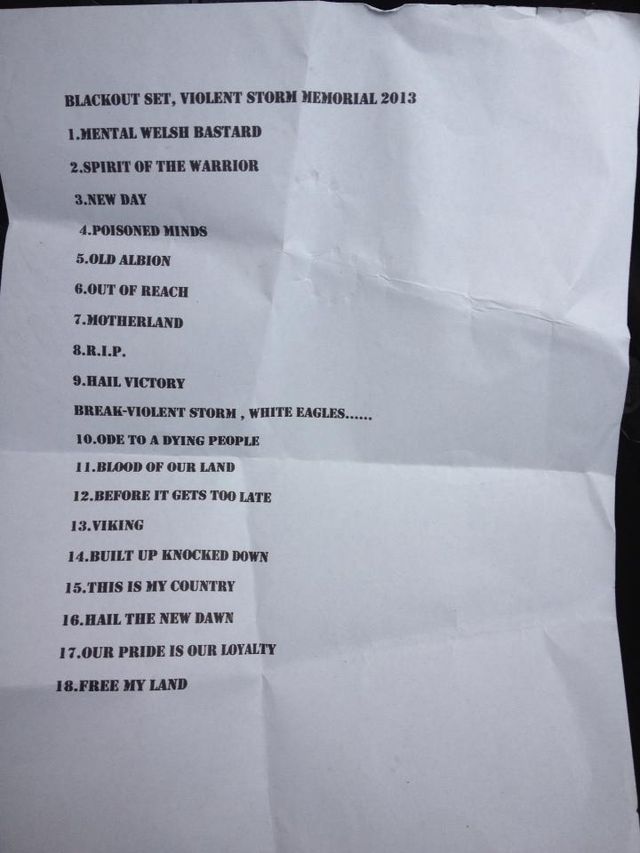 BLACKOUT SET, VIOLENT STORM MEMORIAL 2013
1.MENTAL WELSH BASTARD
2.SPIRIT OF THE WARRIOR
3.NEW DAY
4.POISONED MINDS
5.OLD ALBION
6.OUT OF REACH
7.MOTHERLAND
8.R.I.P.
9.HAIL VICTORY
BREAK-VIOLENT STORM , WHITE EAGLES......
10.ODE TO A DYING PEOPLE
11.BLOOD OF OUR LAND
12.BEFORE IT GETS TOO LATE
13.VIKING
14.BUILT UP KNOCKED DOWN
15.THIS IS MY COUNTRY
16.HAIL THE NEW DAWN
17.OUR PRIDE IS OUR LOYALTY
18.FREE MY LAND